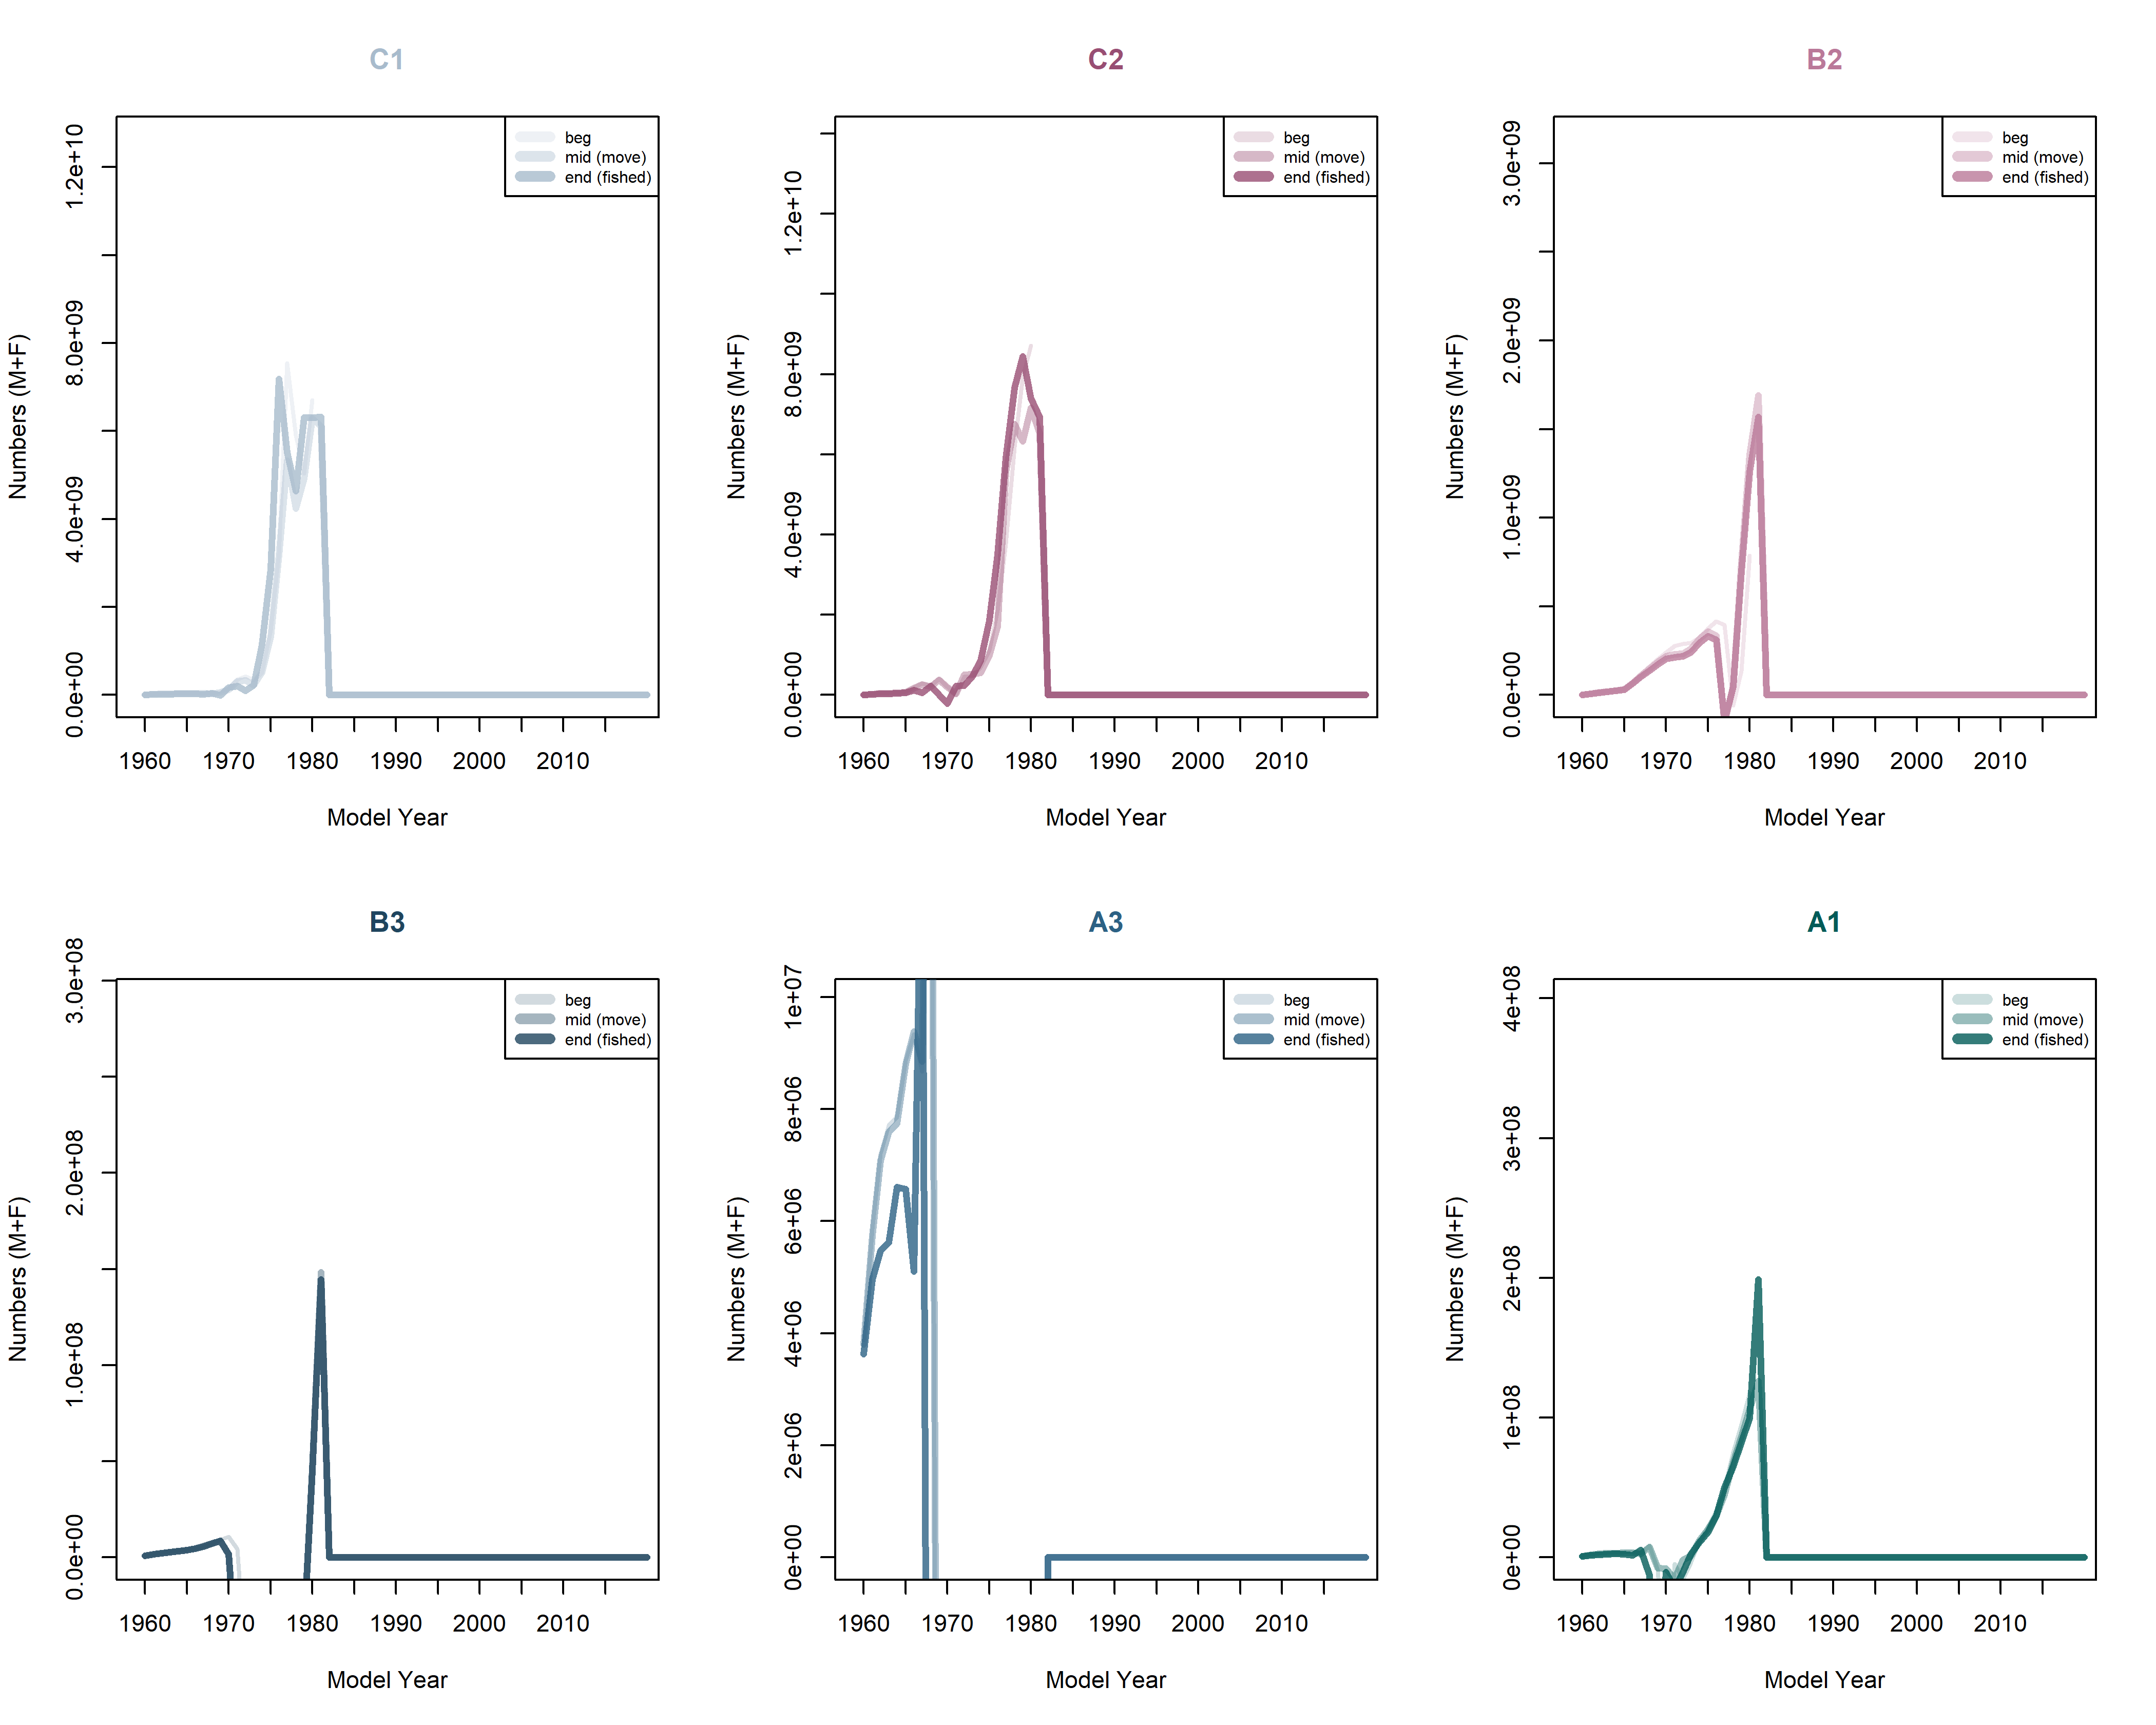 C1
beg
mid (move)
end (fished)
Numbers (M+F)
0.0e+00 4.0e+09 8.0e+09 1.2e+10
1960 1970 1980 1990 2000 2010
Model Year
C2
beg
mid (move)
end (fished)
Numbers (M+F)
0.0e+00 4.0e+09 8.0e+09 1.2e+10
1960 1970 1980 1990 2000 2010
Model Year
B2
beg
mid (move)
end (fished)
Numbers (M+F)
0.0e+00 1.0e+09 2.0e+09 3.0e+09
1960 1970 1980 1990 2000 2010
Model Year
B3
beg
mid (move)
end (fished)
Numbers (M+F)
0.0e+00 1.0e+08 2.0e+08 3.0e+08
1960 1970 1980 1990 2000 2010
Model Year
A3
beg
mid (move)
end (fished)
Numbers (M+F)
0e+00 2e+06 4e+06 6e+06 8e+06 1e+07
1960 1970 1980 1990 2000 2010
Model Year
A1
beg
mid (move)
end (fished)
Numbers (M+F)
0e+00 1e+08 2e+08 3e+08 4e+08
1960 1970 1980 1990 2000 2010
Model Year